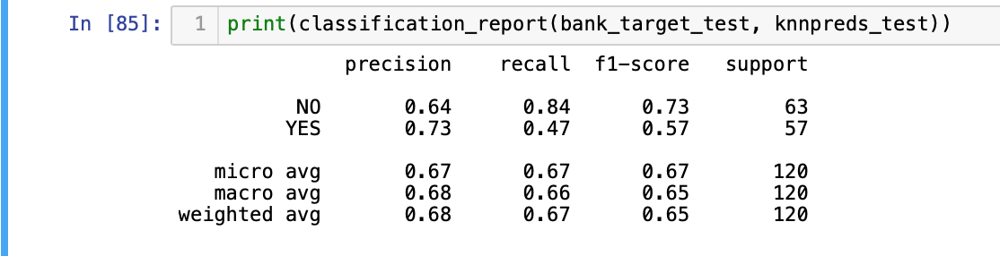 In [85]: 1 print(classification_report(bank_target_test, knnpreds_test))
precision recall f1-score support
NO 0.64 0.84 0.73 63
YES 0.73 0.47 0.57 57
micro avg 0.67 0.67 0.67 120
macro avg 0.68 0.66 0.65 120
weighted avg 0.68 0.67 0.65 120